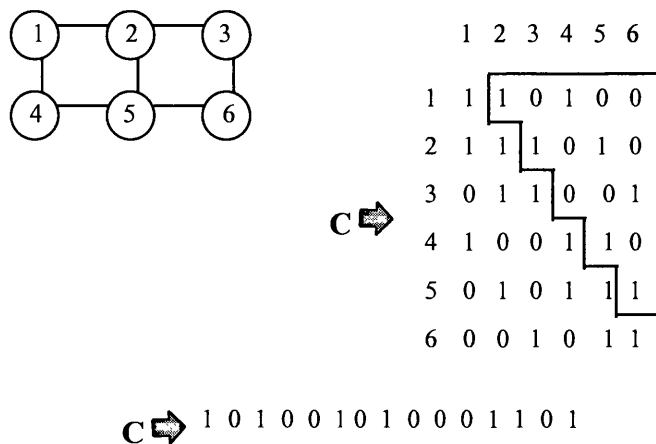 1 2 3
4 5 6
1 2 3 4 5 6
1 1 1 0 1 0 0
2 1 1 1 0 1 0
3 0 1 1 0 0 1
C
4 1 0 0 1 1 0
5 0 1 0 1 1 1
6 0 0 1 0 1 1
C 1 0 1 0 0 1 0 1 0 0 0 1 1 0 1